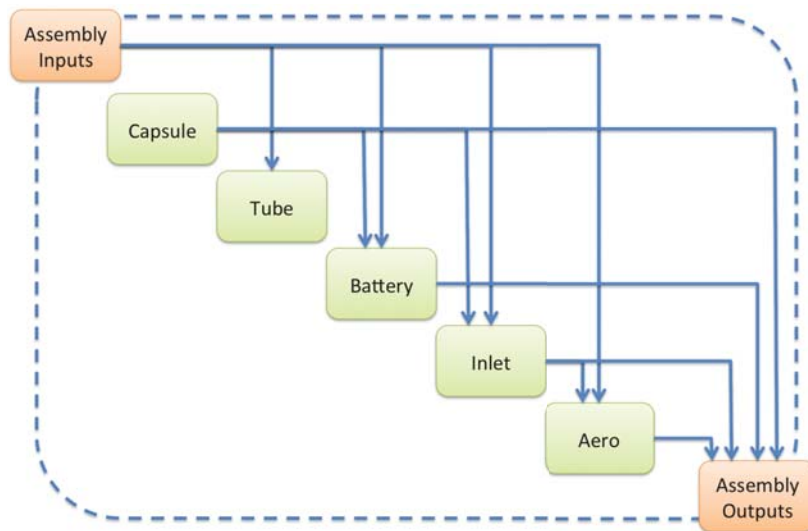 Assembly
Inputs
Capsule
Tube
Battery
Inlet
Aero
Assembly
Outputs